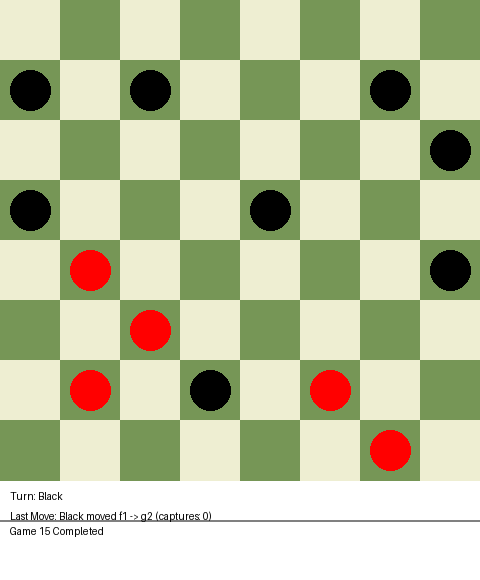 Turn: Black
Last Move: Black moved f1 -> g2 (captures: 0)
Game 15 Completed